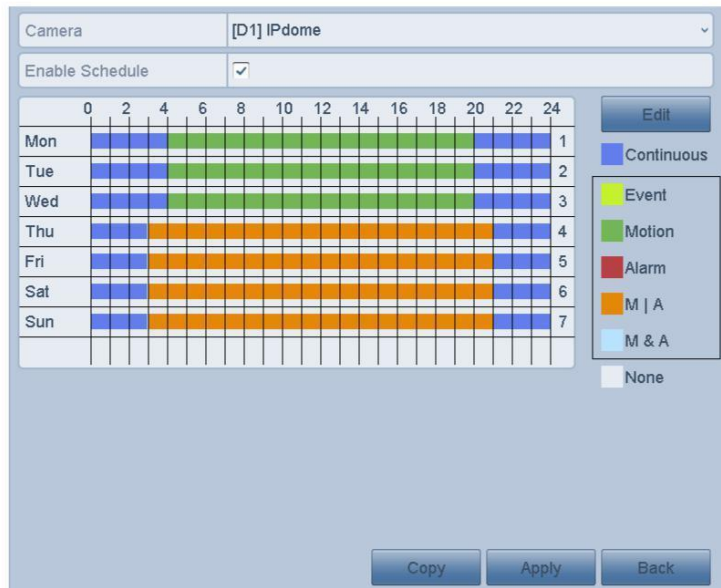 Camera [D1] IPdome
Enable Schedule
0 2 4 6 8 10 12 14 16 18 20 22 24
Edit
Mon 1
Continuous
Tue 2
Event
Wed 3
Motion
Thu 4
Alarm
Fri 5
M | A
Sat 6
M & A
Sun 7
None
Copy Apply Back